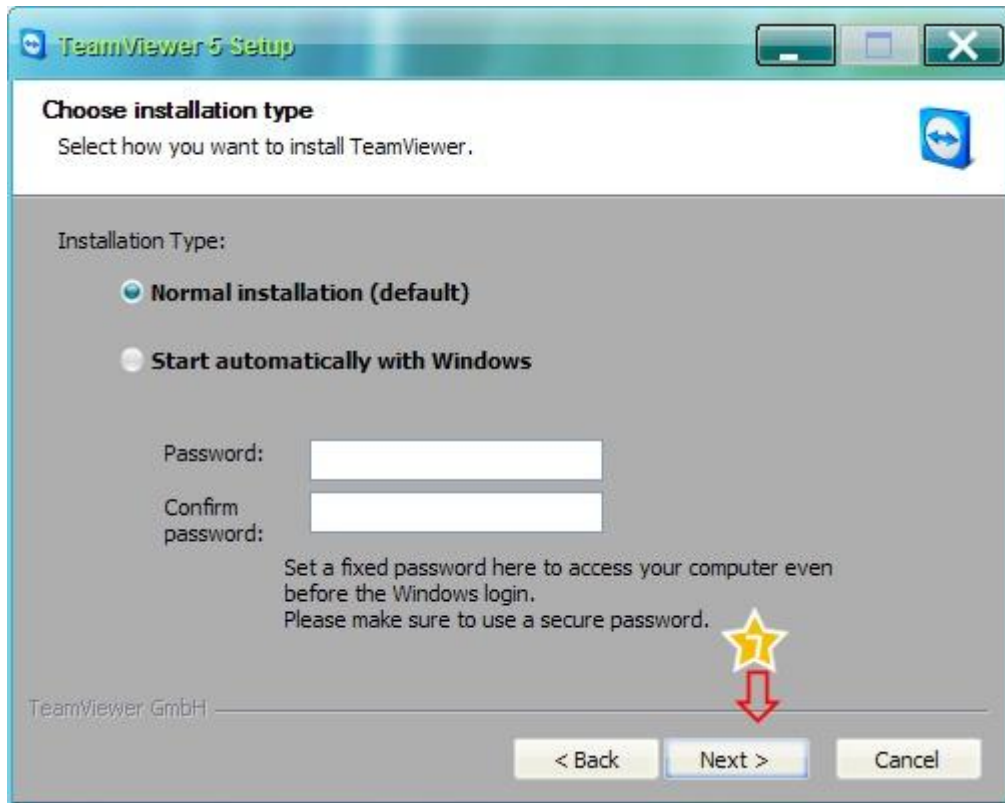 TeamViewer 5 Setup
Choose installation type
Select how you want to install TeamViewer.
Installation Type:
Normal installation (default)
Start automatically with Windows
Password:
Confirm
password:
Set a fixed password here to access your computer even
before the Windows login.
Please make sure to use a secure password.
7
TeamViewer GmbH
< Back
Next >
Cancel